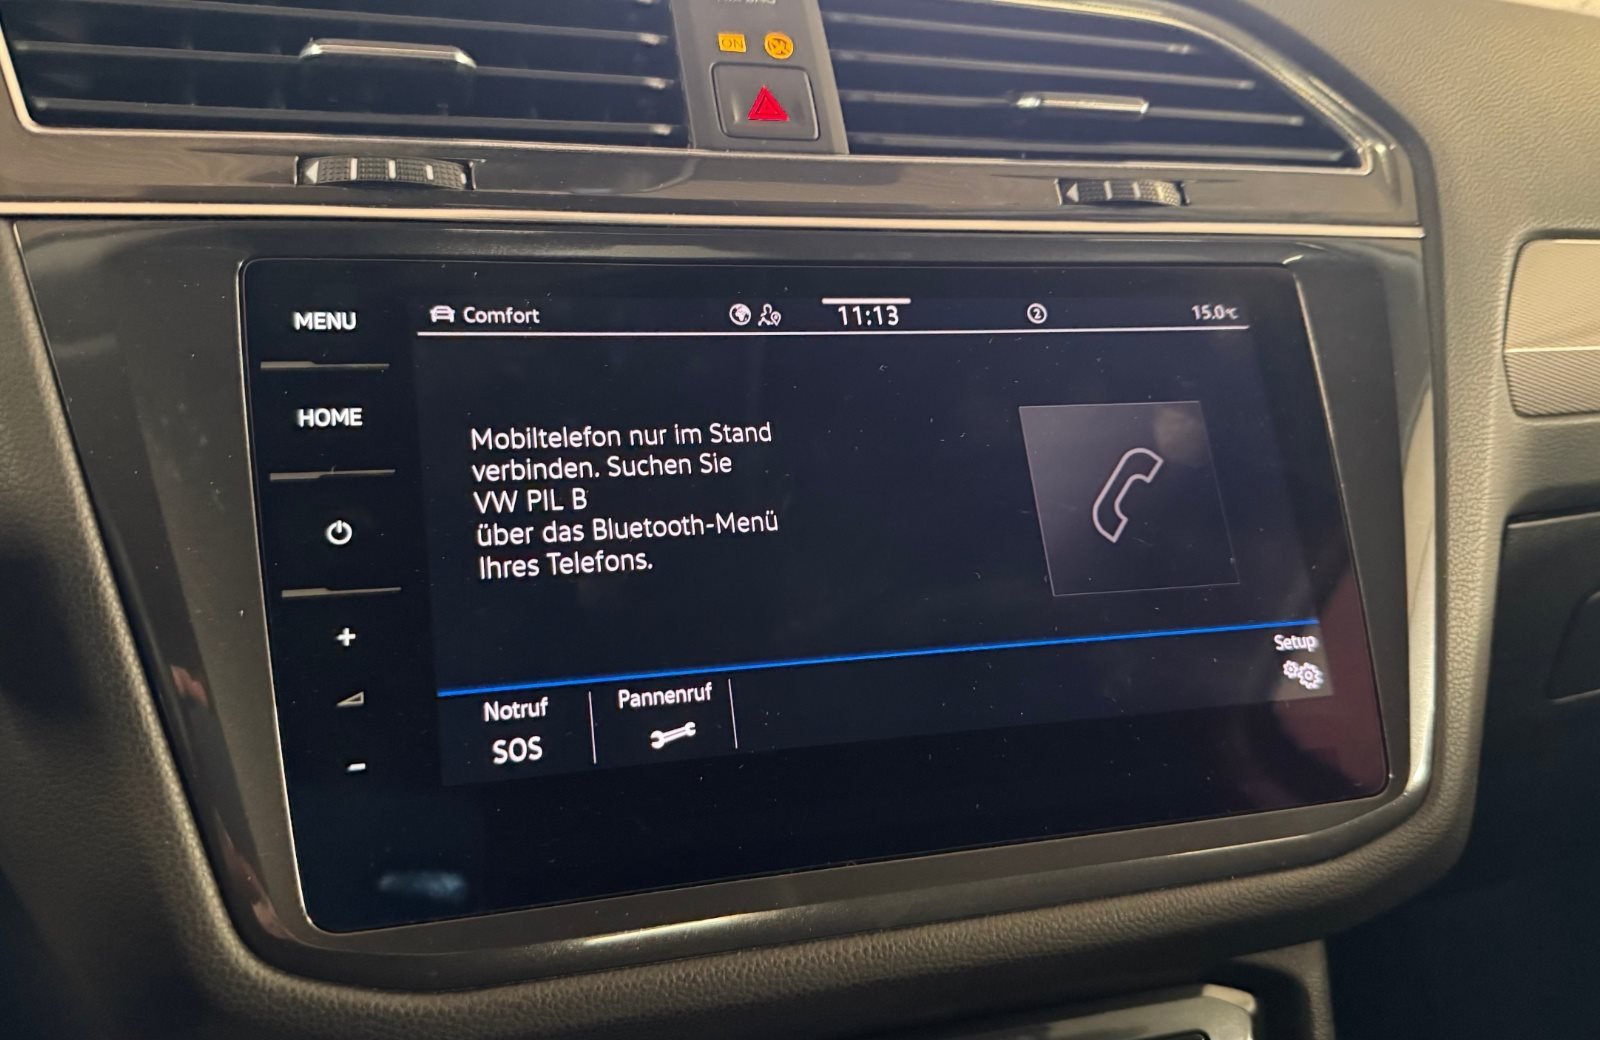 ON
MENU
Comfort
11:13
2
15.0°C
HOME
Mobiltelefon nur im Stand
verbinden. Suchen Sie
VW PIL B
über das Bluetooth-Menü
Ihres Telefons.
+
-
Setup
Notruf
Pannenruf
SOS